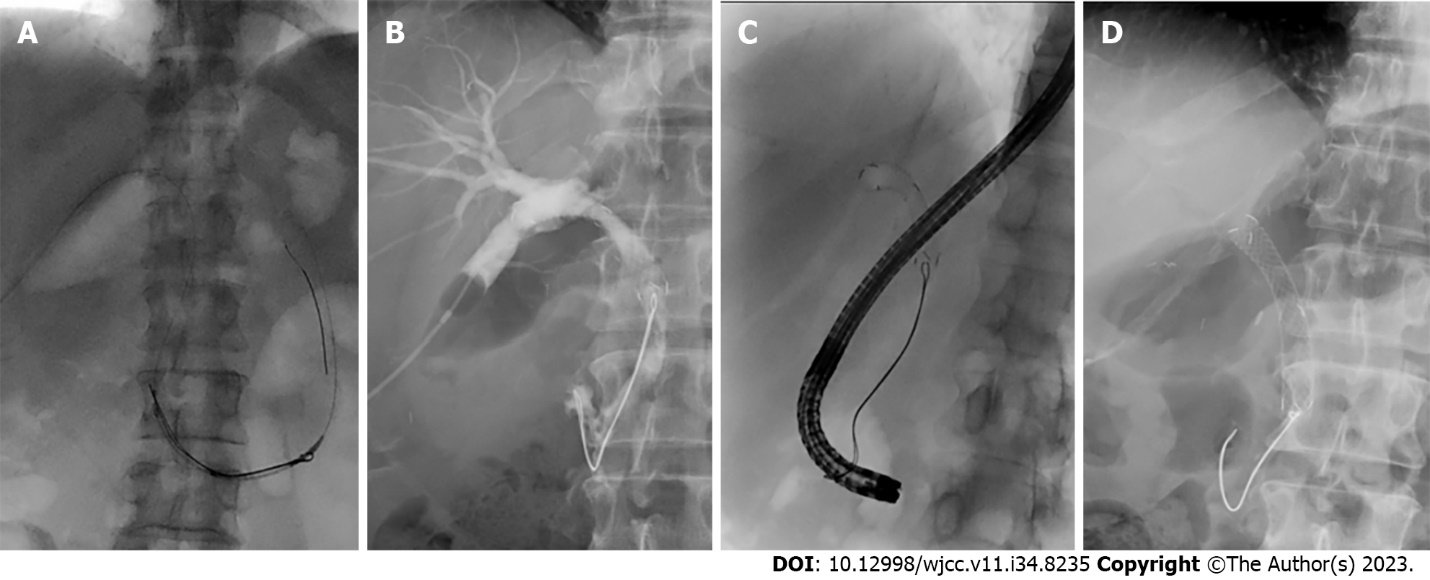 A
B
C
D
DOI: 10.12998/wjcc.v11.i34.8235 Copyright ©The Author(s) 2023.